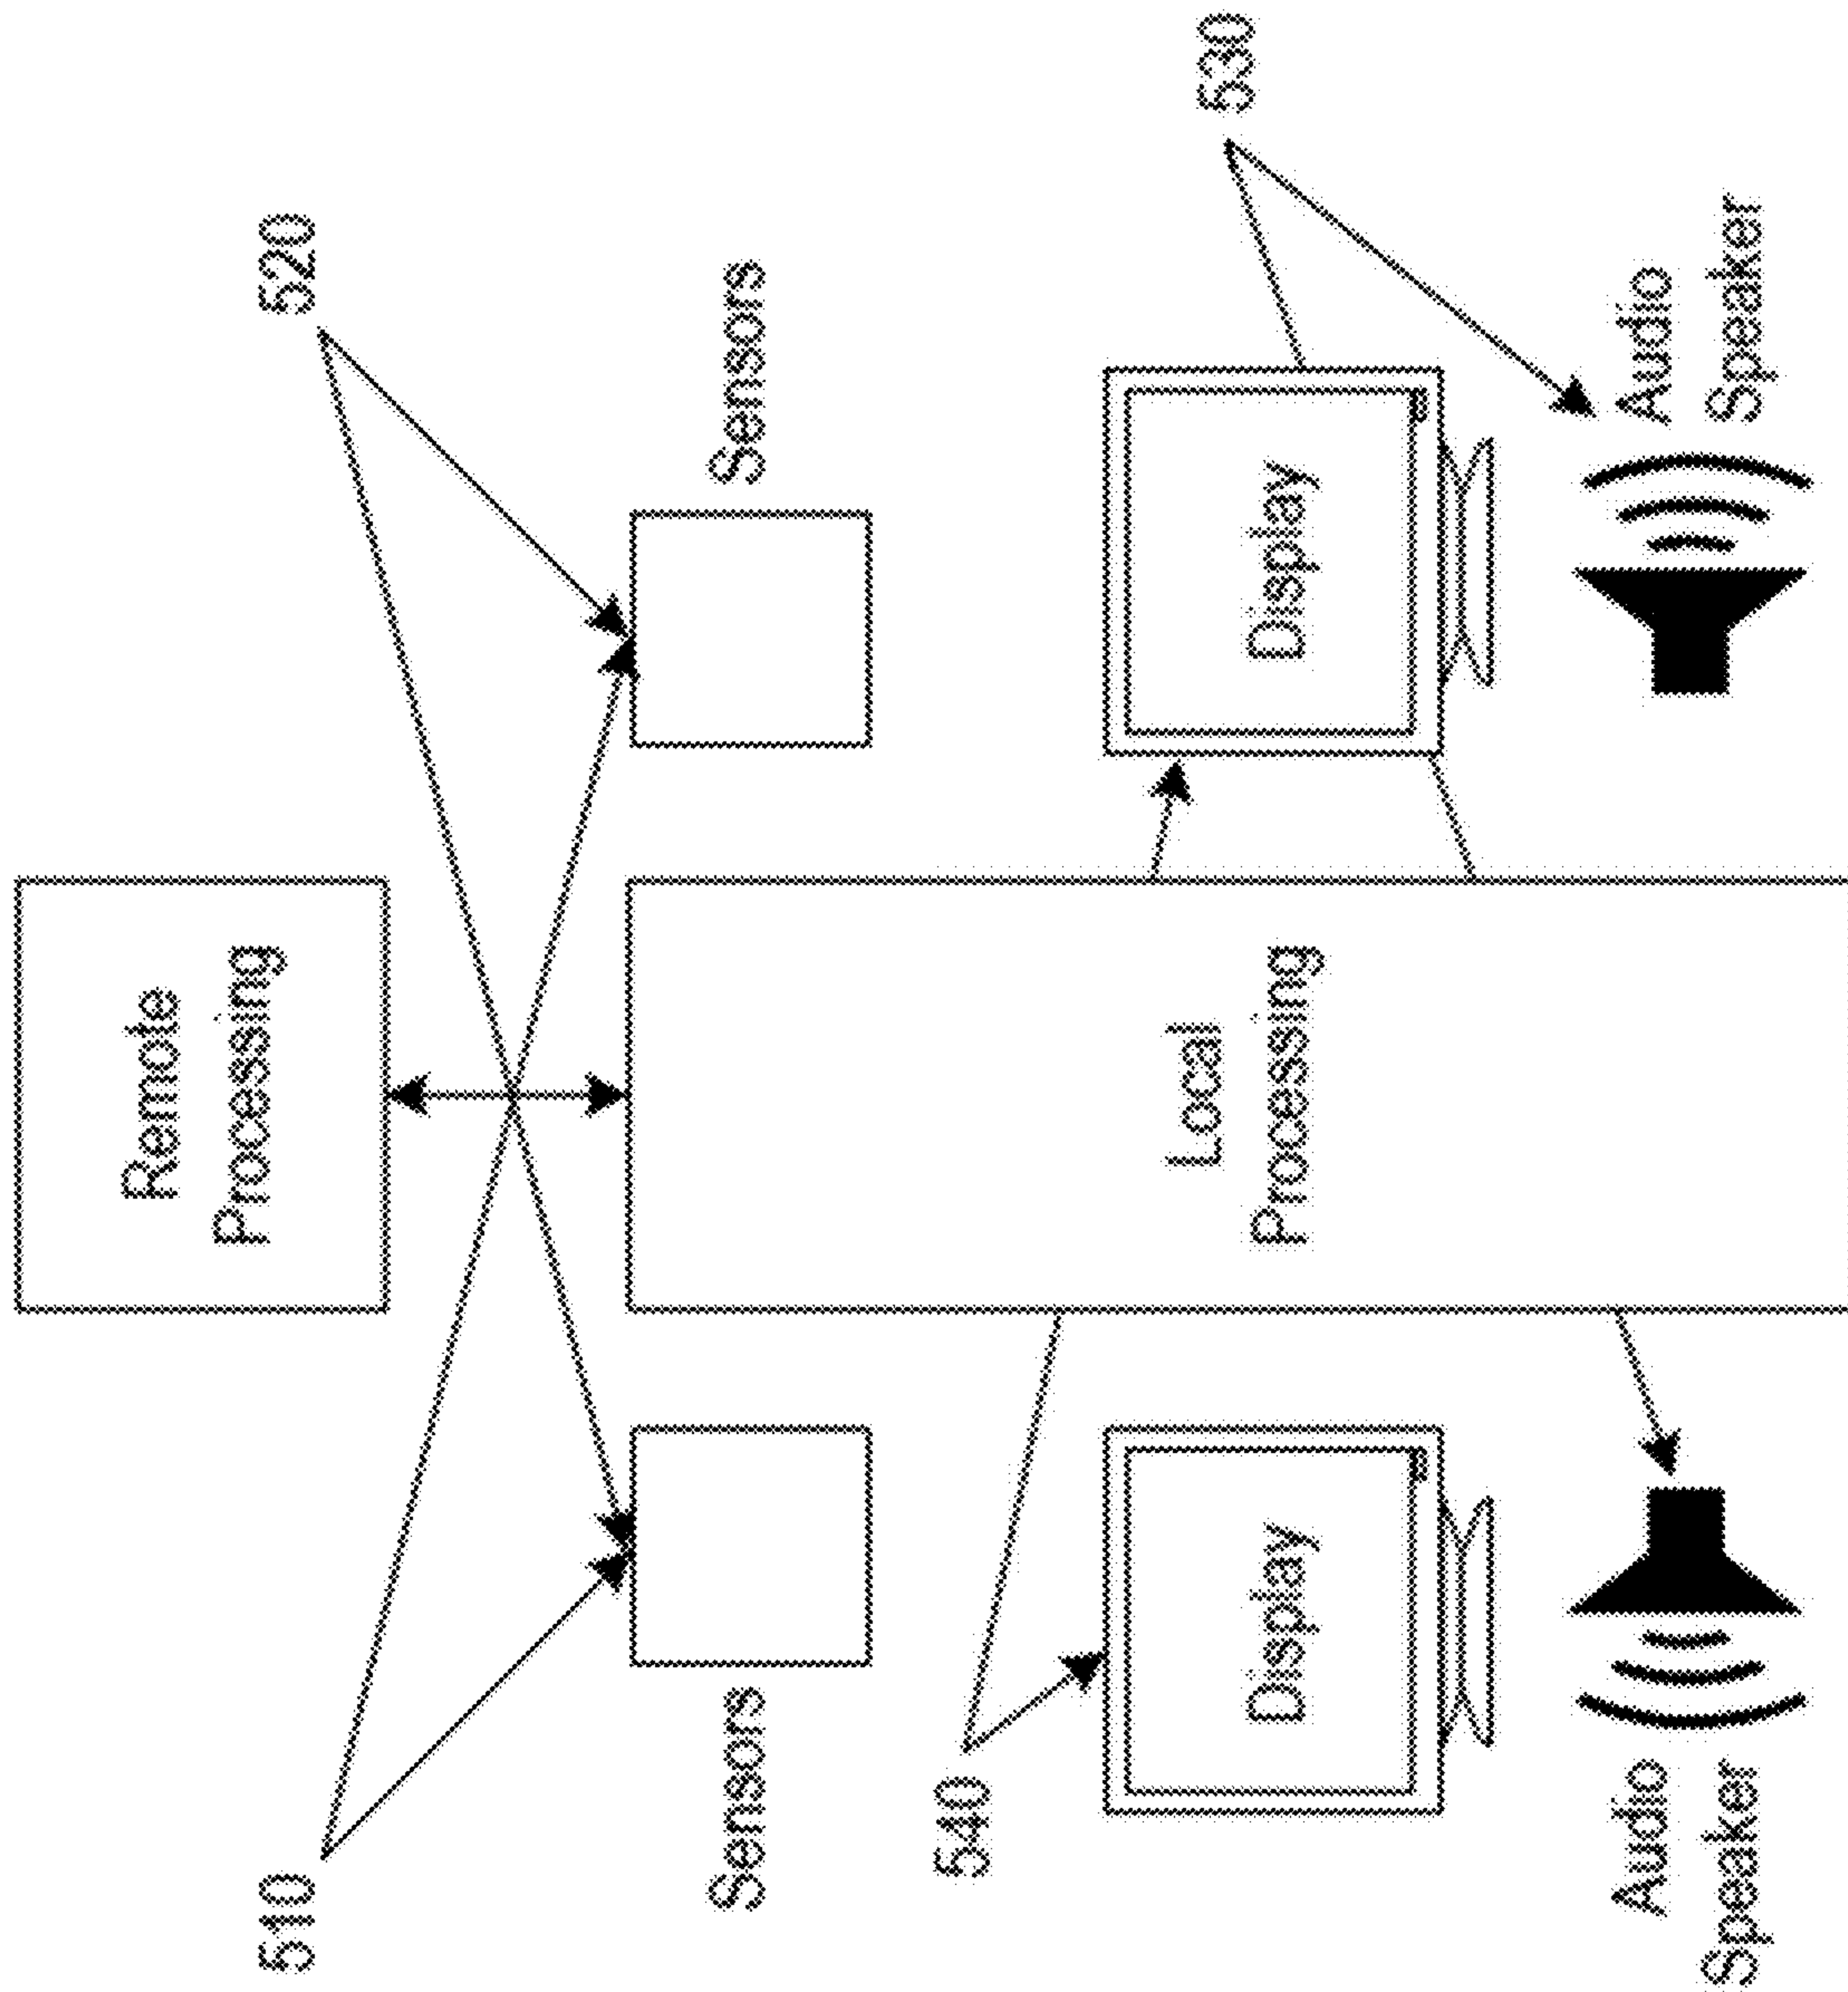 Remote
Processing
510
520
Sensors
Sensors
540
Local
Processing
530
Display
Display
Audio
Speaker
Audio
Speaker